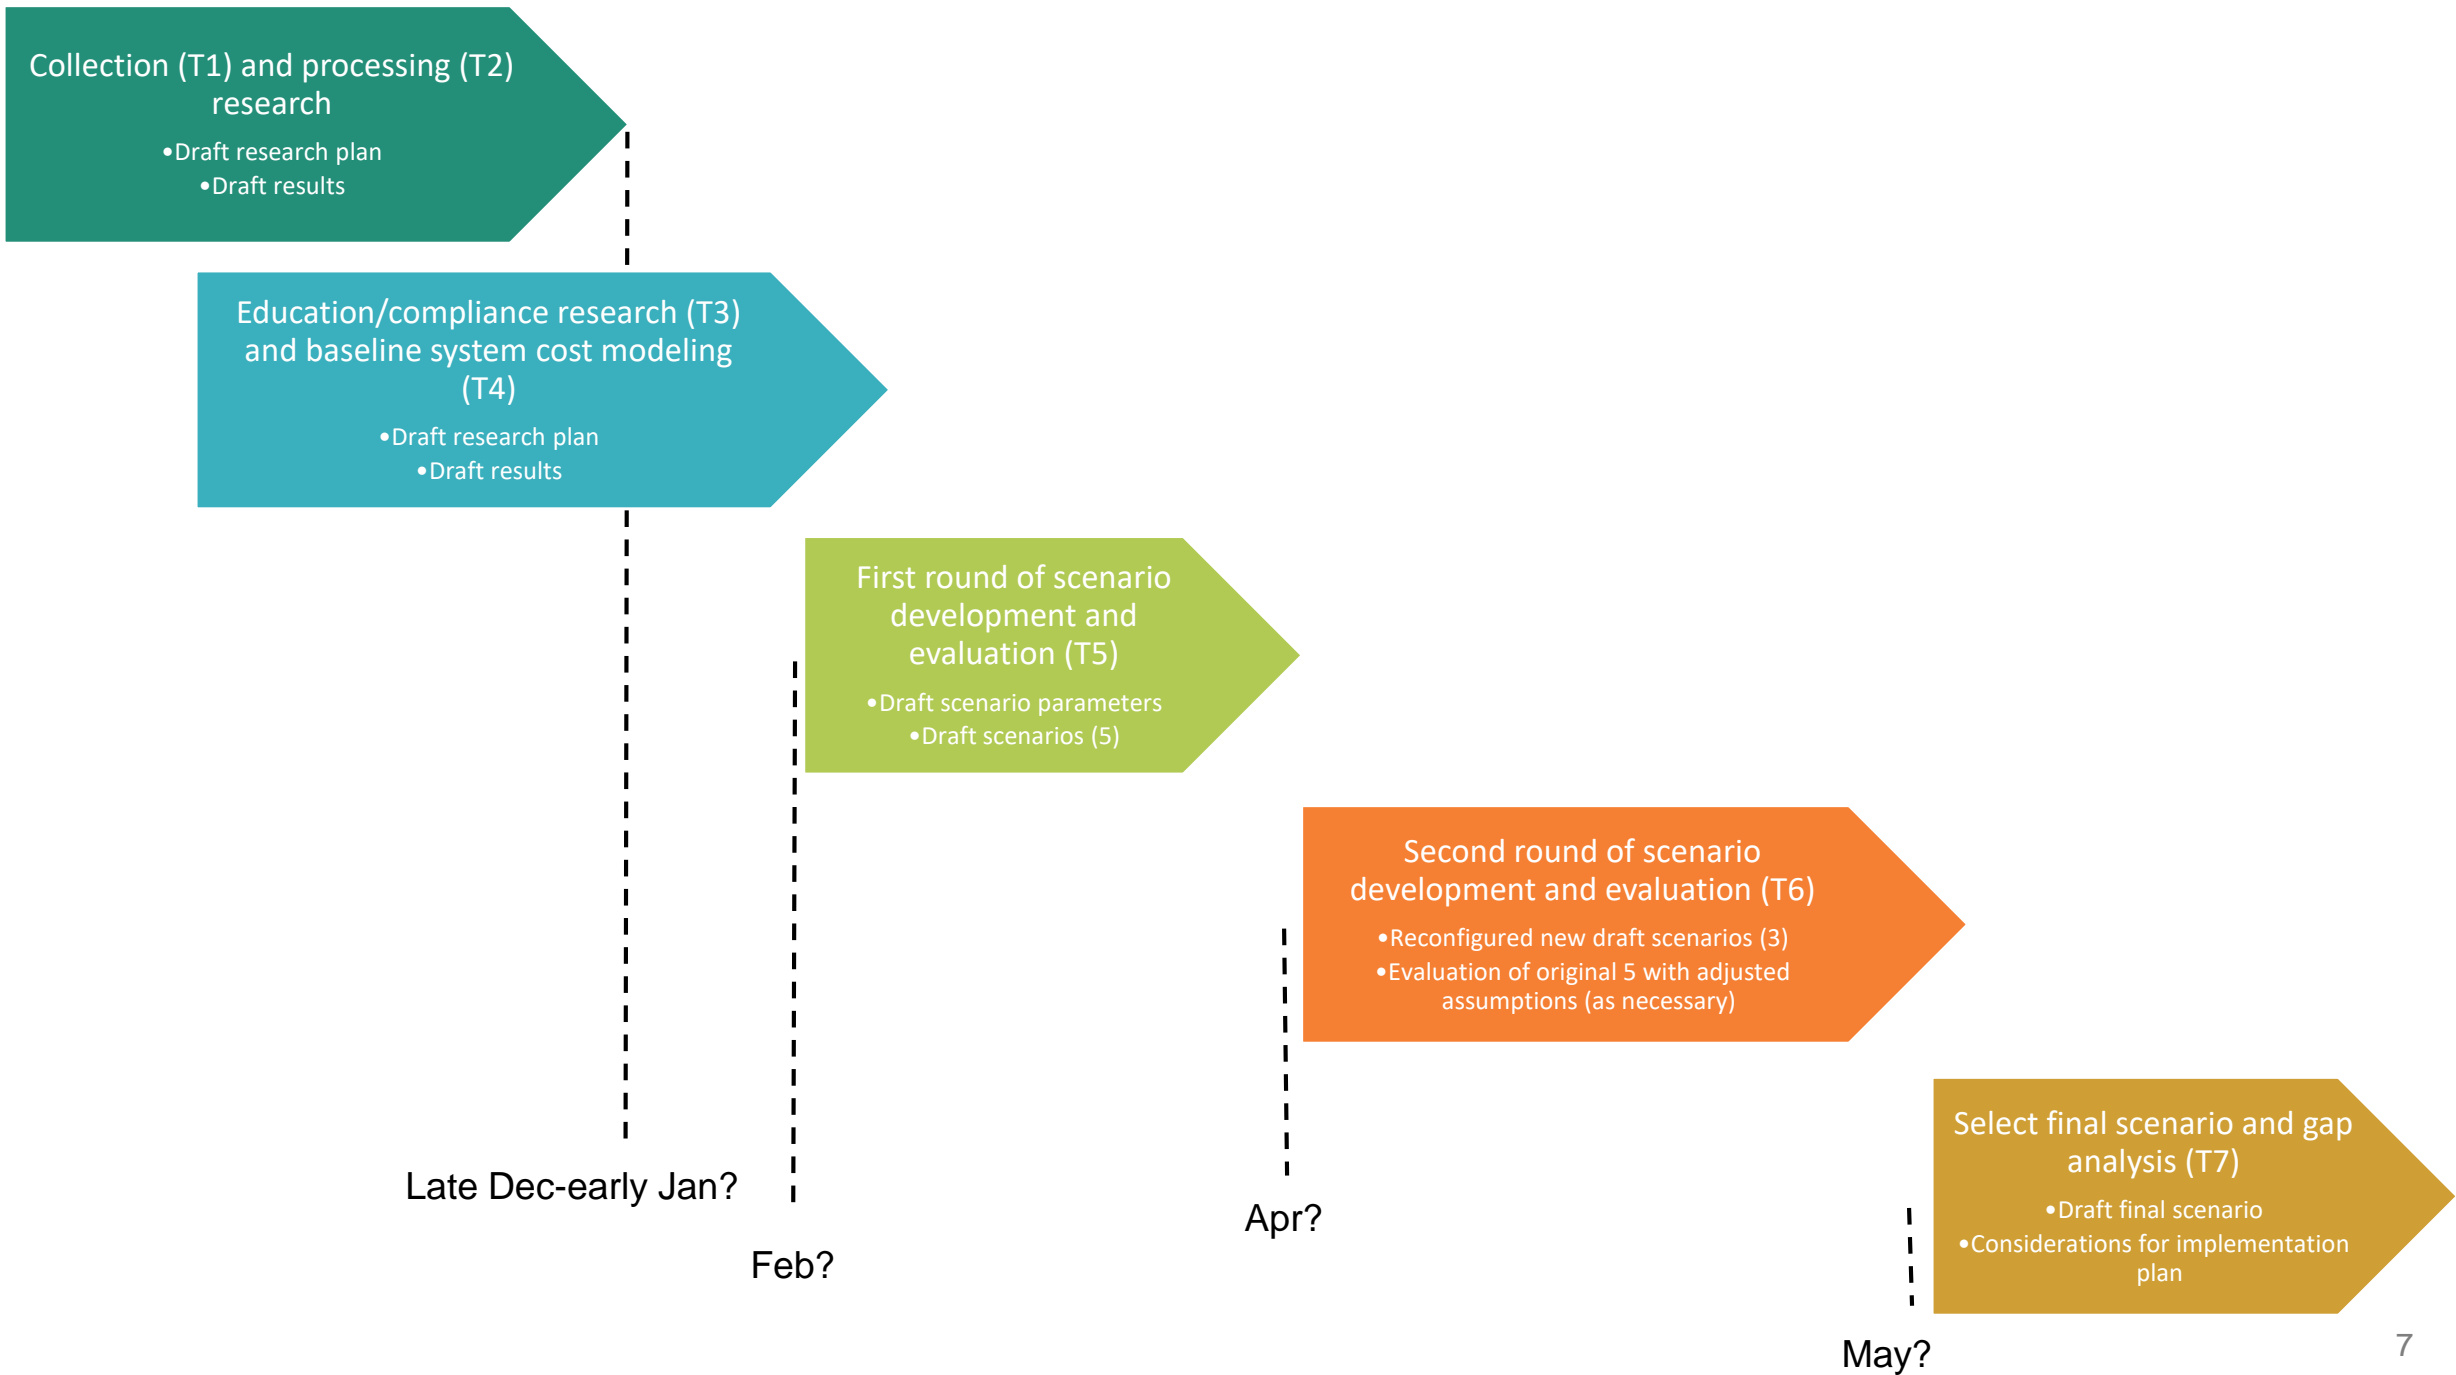 Collection (T1) and processing (T2)
research
•Draft research plan
•Draft results
Education/compliance research (T3)
and baseline system cost modeling
(T4)
•Draft research plan
•Draft results
First round of scenario
development and
evaluation (T5)
•Draft scenario parameters
•Draft scenarios (5)
Second round of scenario
development and evaluation (T6)
•Reconfigured new draft scenarios (3)
•Evaluation of original 5 with adjusted
assumptions (as necessary)
Select final scenario and gap
analysis (T7)
•Draft final scenario
•Considerations for implementation
plan
Late Dec-early Jan?
Feb?
Apr?
May?
7